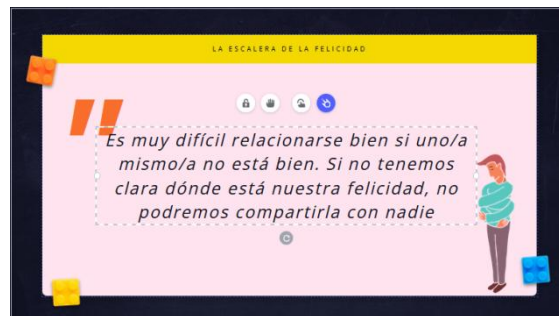 LA ESCALERA DE LA FELICIDAD
Es muy difícil relacionarse bien si uno/a
mismo/a no está bien. Si no tenemos
clara dónde está nuestra felicidad, no
podremos compartirla con nadie